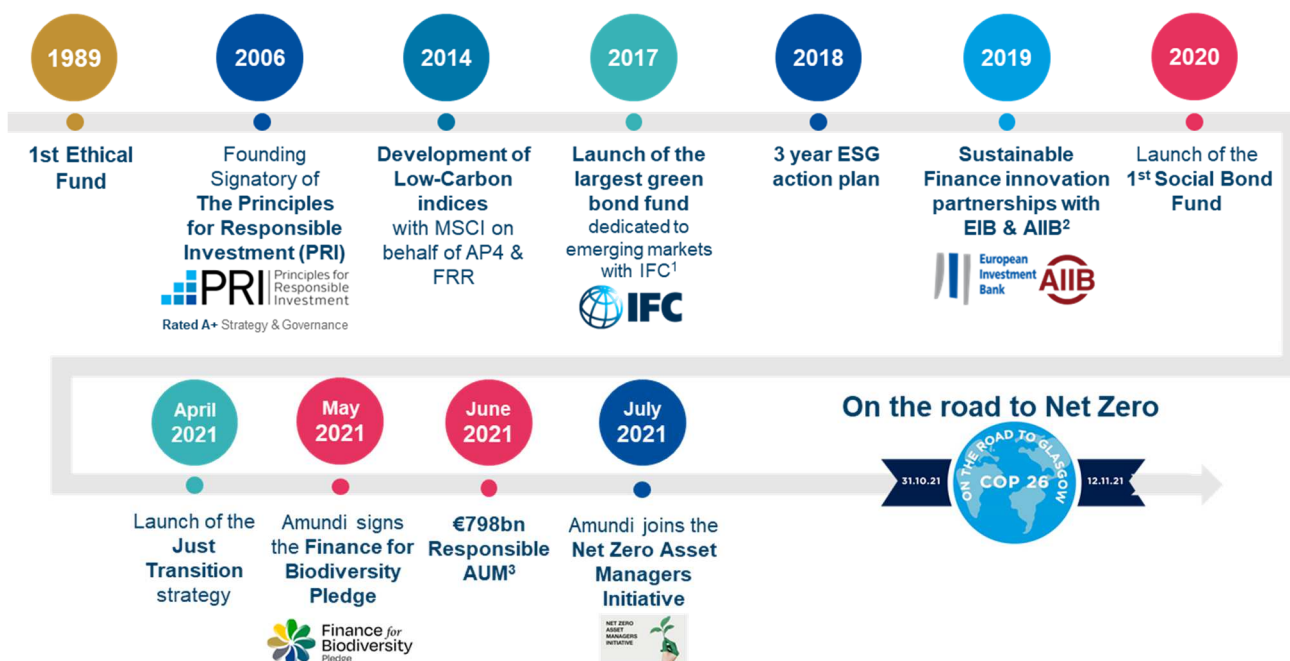 1989
1st Ethical
Fund
2006
Founding
Signatory of
The Principles
for Responsible
Investment (PRI)
PRI
Principles for
Responsible
Investment
Rated A+ Strategy & Governance
2014
Development of
Low-Carbon
indices
with MSCI on
behalf of AP4 &
FRR
2017
Launch of the
largest green
bond fund
dedicated to
emerging markets
with IFC¹
IFC
2018
3 year ESG
action plan
2019
Sustainable
Finance innovation
partnerships with
EIB & AIIB²
European
Investment
Bank
AIIB
2020
Launch of the
1st Social Bond
Fund
April
2021
Launch of the
Just
Transition
strategy
May
2021
Amundi signs
the Finance for
Biodiversity
Pledge
Finance for
Biodiversity
Pledge
June
2021
€798bn
Responsible
AUM³
July
2021
Amundi joins the
Net Zero Asset
Managers
Initiative
NET ZERO
ASSET
MANAGERS
INITIATIVE
On the road to Net Zero
ON THE ROAD TO GLASGOW
31.10.21
COP 26
12.11.21